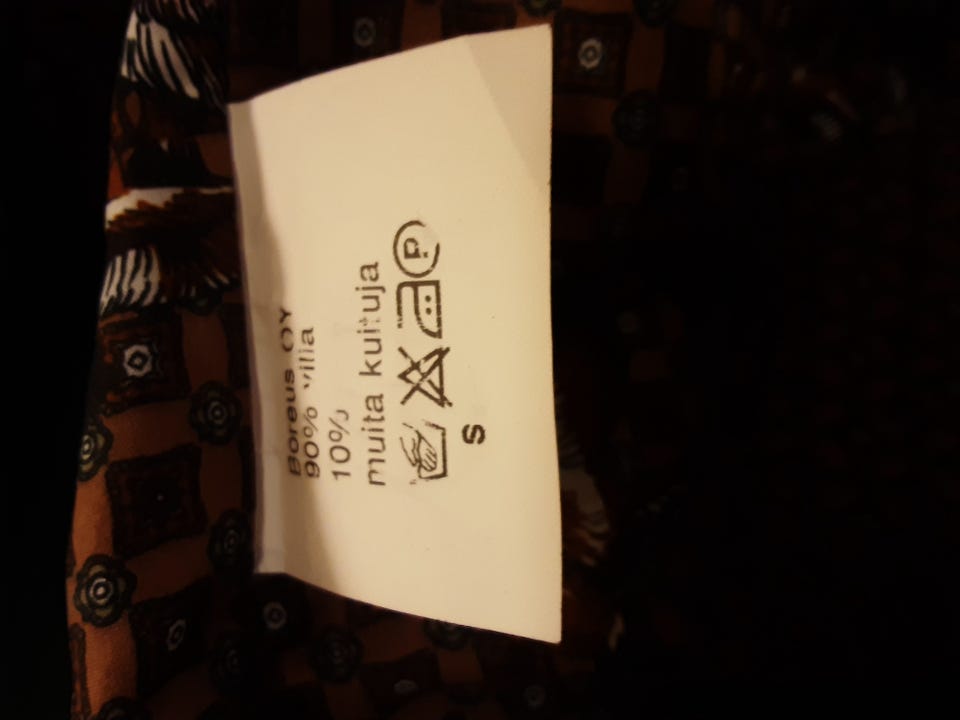 Boreus OY
90% villa
10%
muita kuituja
P
S